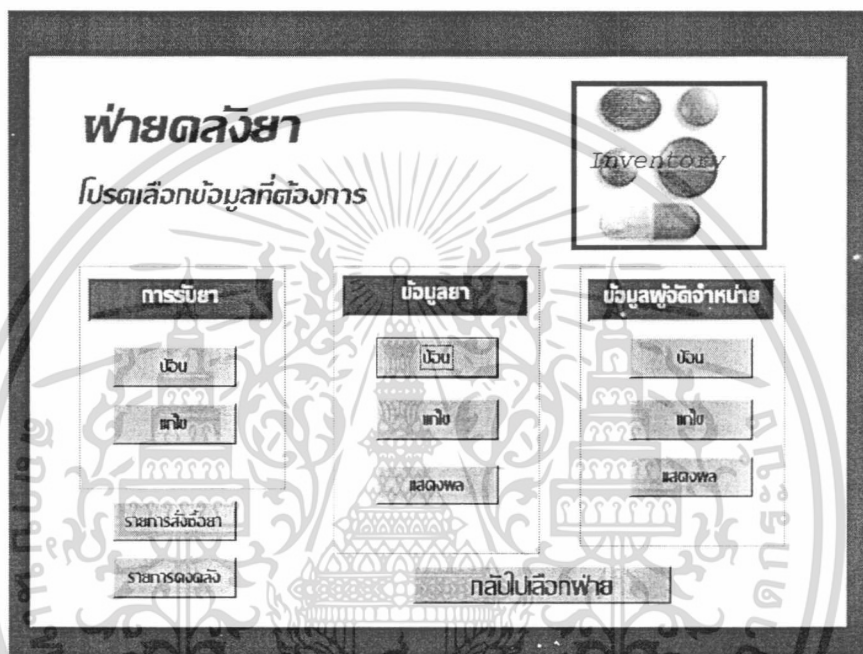 ฝ่ายคลังยา
Inventory
โปรดเลือกข้อมูลที่ต้องการ
การรับยา
ป้อน
แก้ไข
รายการสั่งซื้อยา
รายการคงคลัง
ข้อมูลยา
ป้อน
แก้ไข
แสดงผล
ข้อมูลผู้จัดจำหน่าย
ป้อน
แก้ไข
แสดงผล
กลับไปเลือกฝ่าย